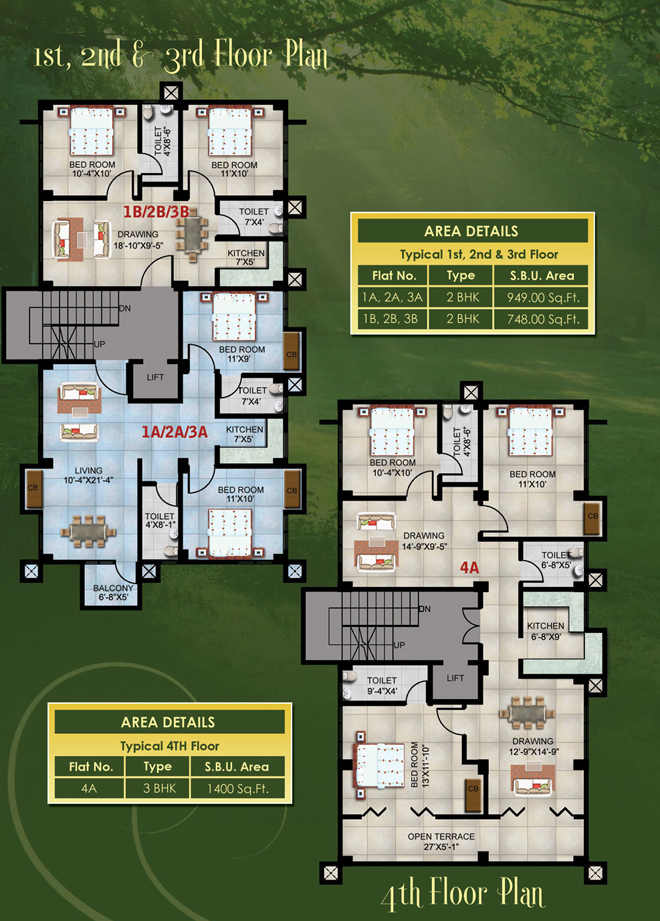 1st, 2nd & 3rd Floor Plan
BED ROOM
10'-4"X10'
TOILET
4'X8'-6"
BED ROOM
11'X10'
1B/2B/3B
DRAWING
18'-10"X9'-5"
TOILET
7'X4'
KITCHEN
7'X5'
DN
UP
LIFT
BED ROOM
11'X9'
CB
TOILET
7'X4'
1A/2A/3A
KITCHEN
7'X5'
LIVING
10'-4"X21'-4"
CB
BED ROOM
11'X10'
CB
TOILET
4'X8'-1"
BALCONY
6'-8"X5'
AREA DETAILS
Typical 1st, 2nd & 3rd Floor
Flat No. Type S.B.U. Area
1A, 2A, 3A 2 BHK 949.00 Sq.Ft.
1B, 2B, 3B 2 BHK 748.00 Sq.Ft.
BED ROOM
10'-4"X10'
TOILET
4'X8'-6"
BED ROOM
11'X10'
CB
DRAWING
14'-9"X9'-5"
4A
TOILET
6'-8"X5'
DN
UP
LIFT
KITCHEN
6'-8"X9'
TOILET
9'-4"X4'
BED ROOM
13'X11'-10"
CB
DRAWING
12'-9"X14'-9"
OPEN TERRACE
27'X5'-1"
4th Floor Plan
AREA DETAILS
Typical 4TH Floor
Flat No. Type S.B.U. Area
4A 3 BHK 1400 Sq.Ft.